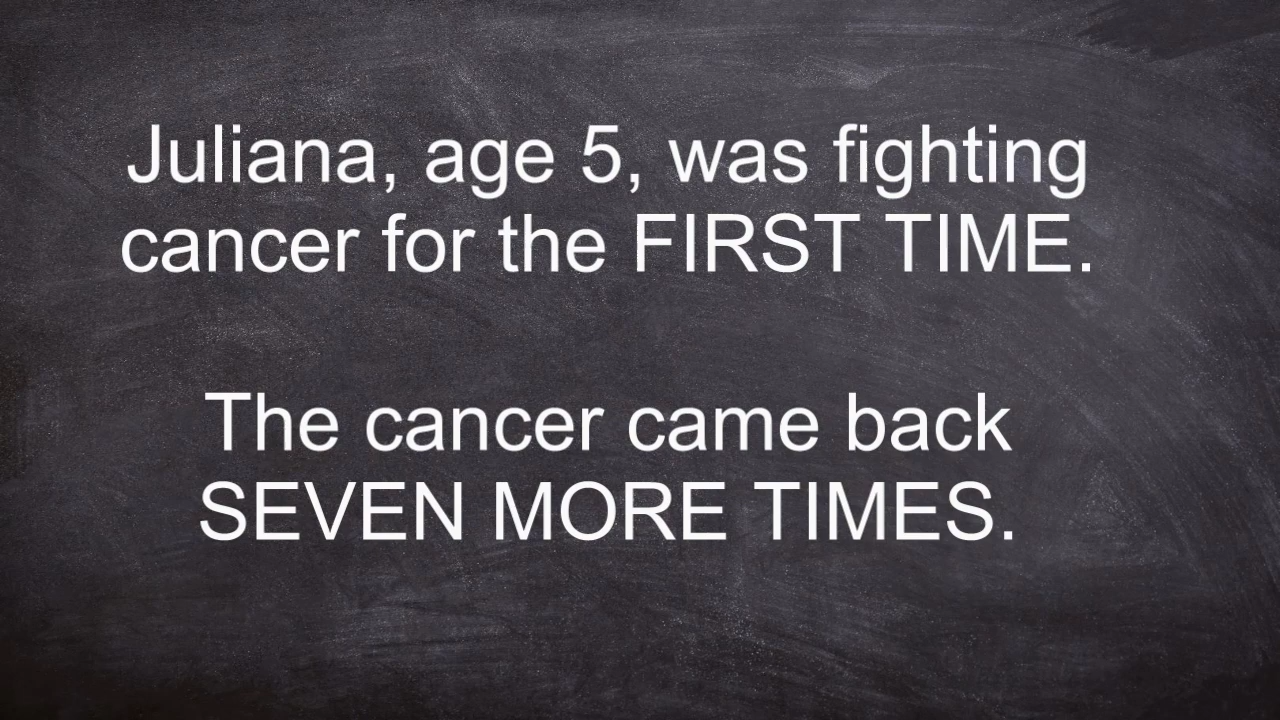 Juliana, age 5, was fighting
cancer for the FIRST TIME.
The cancer came back
SEVEN MORE TIMES.